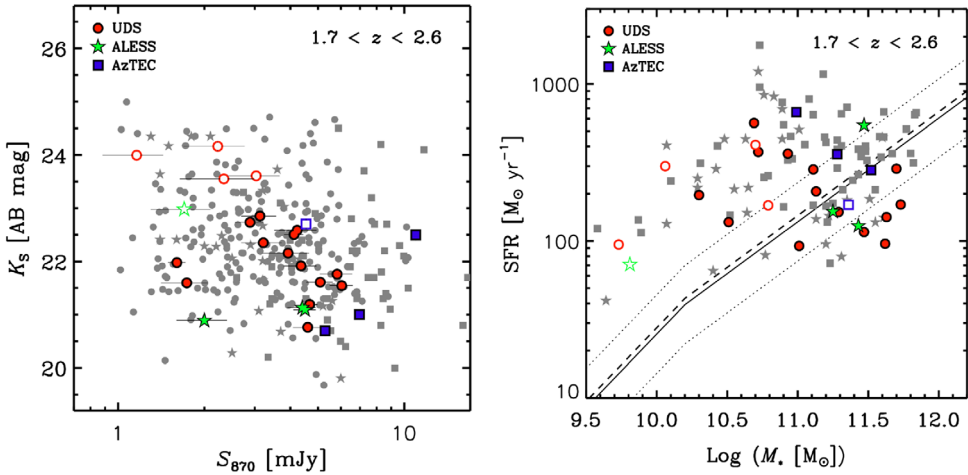 26
24
22
20
K_S [AB mag]
UDS
ALESS
AzTEC
1.7 < z < 2.6
1
10
S_870 [mJy]
1000
100
10
SFR [M_⊙ yr^-1]
UDS
ALESS
AzTEC
1.7 < z < 2.6
9.5 10.0 10.5 11.0 11.5 12.0
Log (M_* [M_⊙])